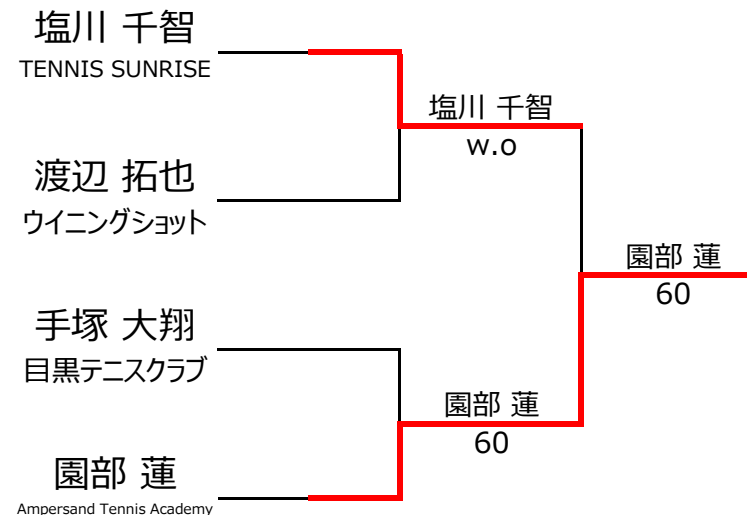 塩川 千智
TENNIS SUNRISE
塩川 千智
w.o
渡辺 拓也
ウイニングショット
園部 蓮
60
手塚 大翔
目黒テニスクラブ
園部 蓮
60
園部 蓮
Ampersand Tennis Academy